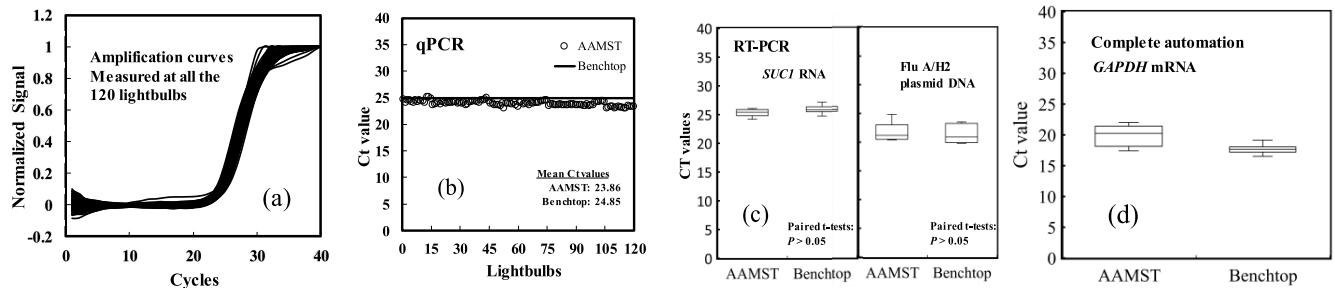 (a)
Normalized Signal
1.2
1
0.8
0.6
0.4
0.2
0
-0.2
Amplification curves
Measured at all the
120 lightbulbs
0 10 20 30 40
Cycles
Ct value
40
35
30
25
20
15
10
5
0
qPCR
AAMST
Benchtop
(b)
Mean Ct values
AAMST: 23.86
Benchtop: 24.85
0 15 30 45 60 75 90 105 120
Lightbulbs
CT values
40
35
30
25
20
15
10
5
0
RT-PCR
SUC1 RNA
(c)
Paired t-tests:
P > 0.05
AAMST Benchtop
Flu A/H2
plasmid DNA
Paired t-tests:
P > 0.05
AAMST Benchtop
Ct value
40
35
30
25
20
15
10
5
0
Complete automation
GAPDH mRNA
(d)
AAMST Benchtop